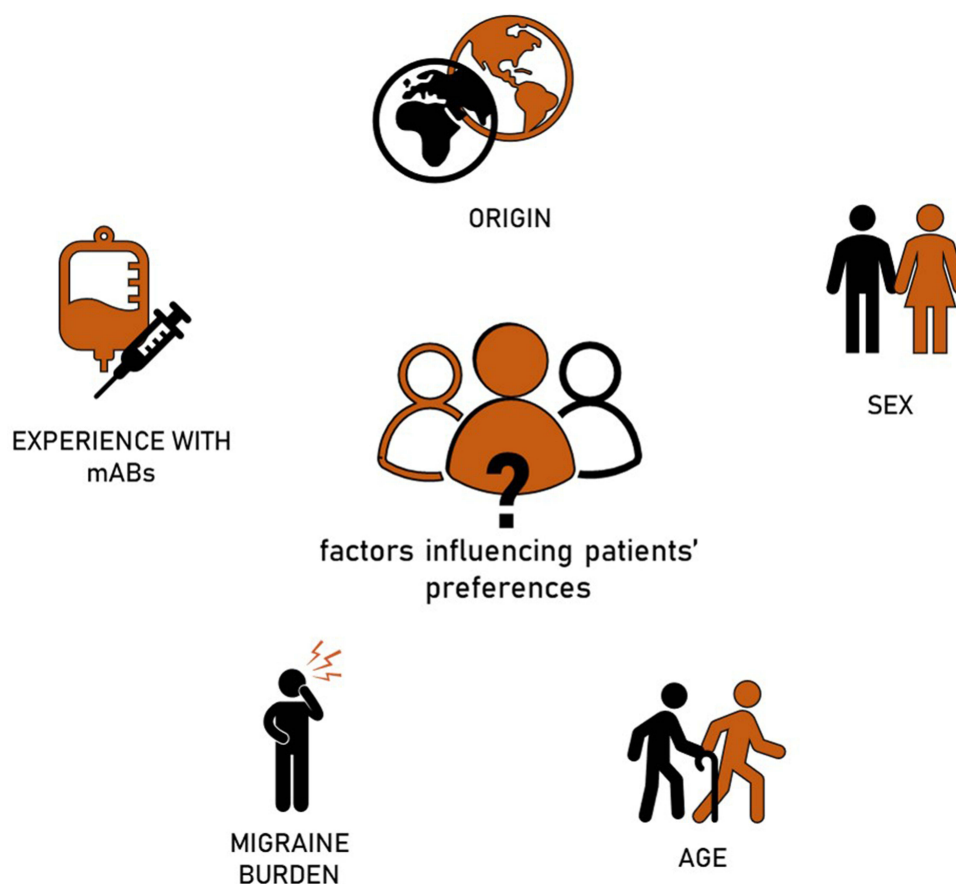 ORIGIN
SEX
EXPERIENCE WITH
mABs
?
factors influencing patients'
preferences
MIGRAINE
BURDEN
AGE